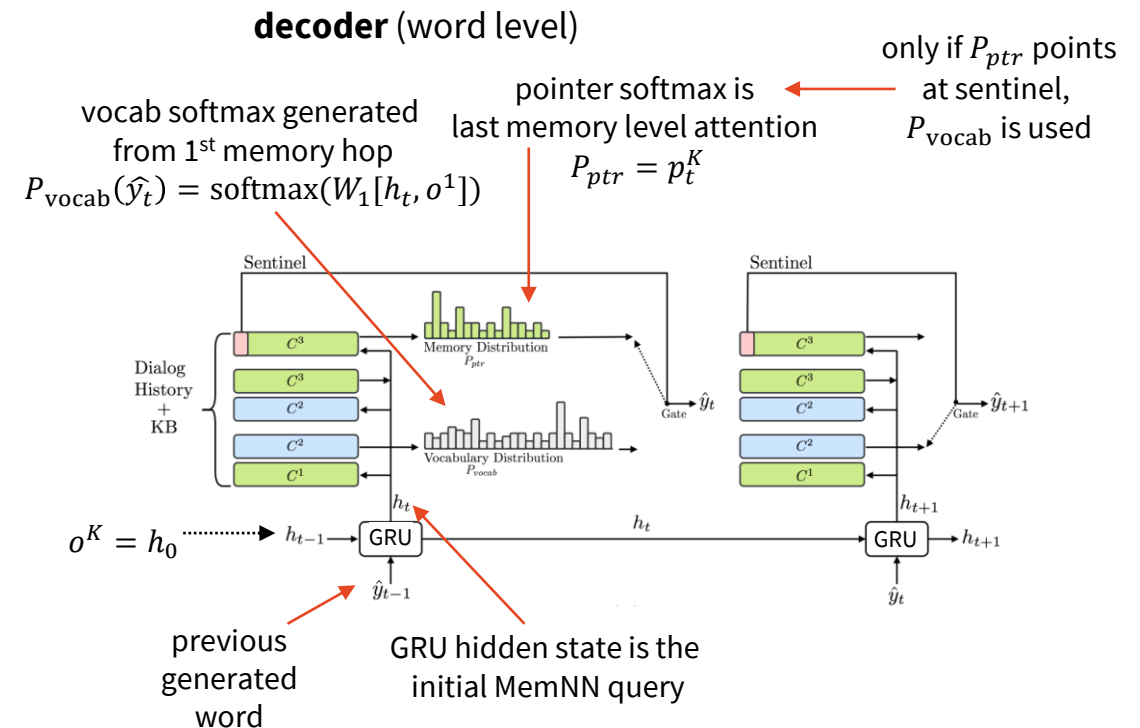 decoder (word level)
only if P_ptr points
at sentinel,
P_vocab is used
pointer softmax is
last memory level attention
P_ptr = p_t^K
vocab softmax generated
from 1st memory hop
P_vocab(ŷ_t) = softmax(W_1[h_t, o^1])
Sentinel
C^3
Memory Distribution
P_ptr
Dialog
History
+
KB
C^3
C^2
Gate
ŷ_t
C^2
Vocabulary Distribution
P_vocab
C^1
h_t
Sentinel
C^3
C^3
C^2
Gate
ŷ_{t+1}
C^2
C^1
h_{t+1}
o^K = h_0
h_{t−1}
GRU
h_t
GRU
h_{t+1}
ŷ_{t−1}
ŷ_t
previous
generated
word
GRU hidden state is the
initial MemNN query